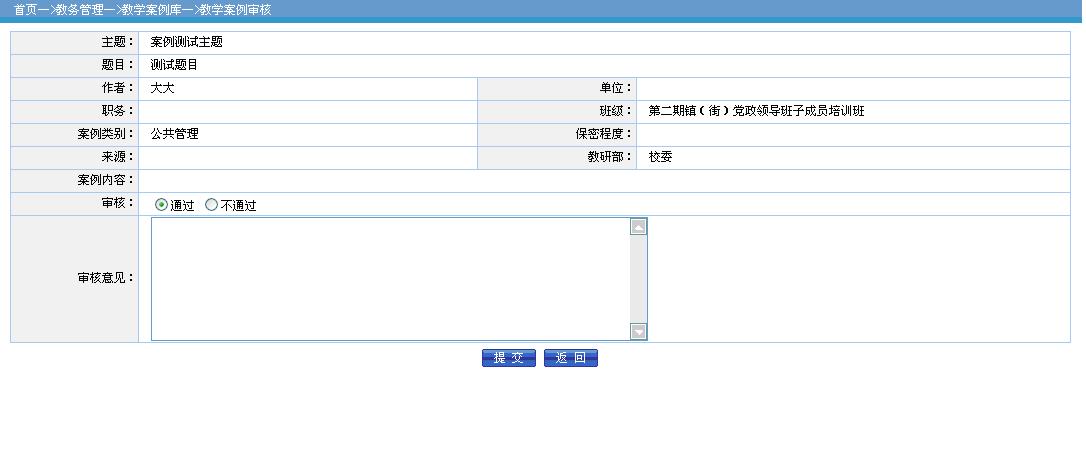 首页—>教务管理—>教学案例库—>教学案例审核
主题： 案例测试主题
题目： 测试题目
作者： 大大 单位：
职务： 班级： 第二期镇（街）党政领导班子成员培训班
案例类别： 公共管理 保密程度：
来源： 教研部： 校委
案例内容：
审核： 通过 不通过
审核意见：
提 交 返 回